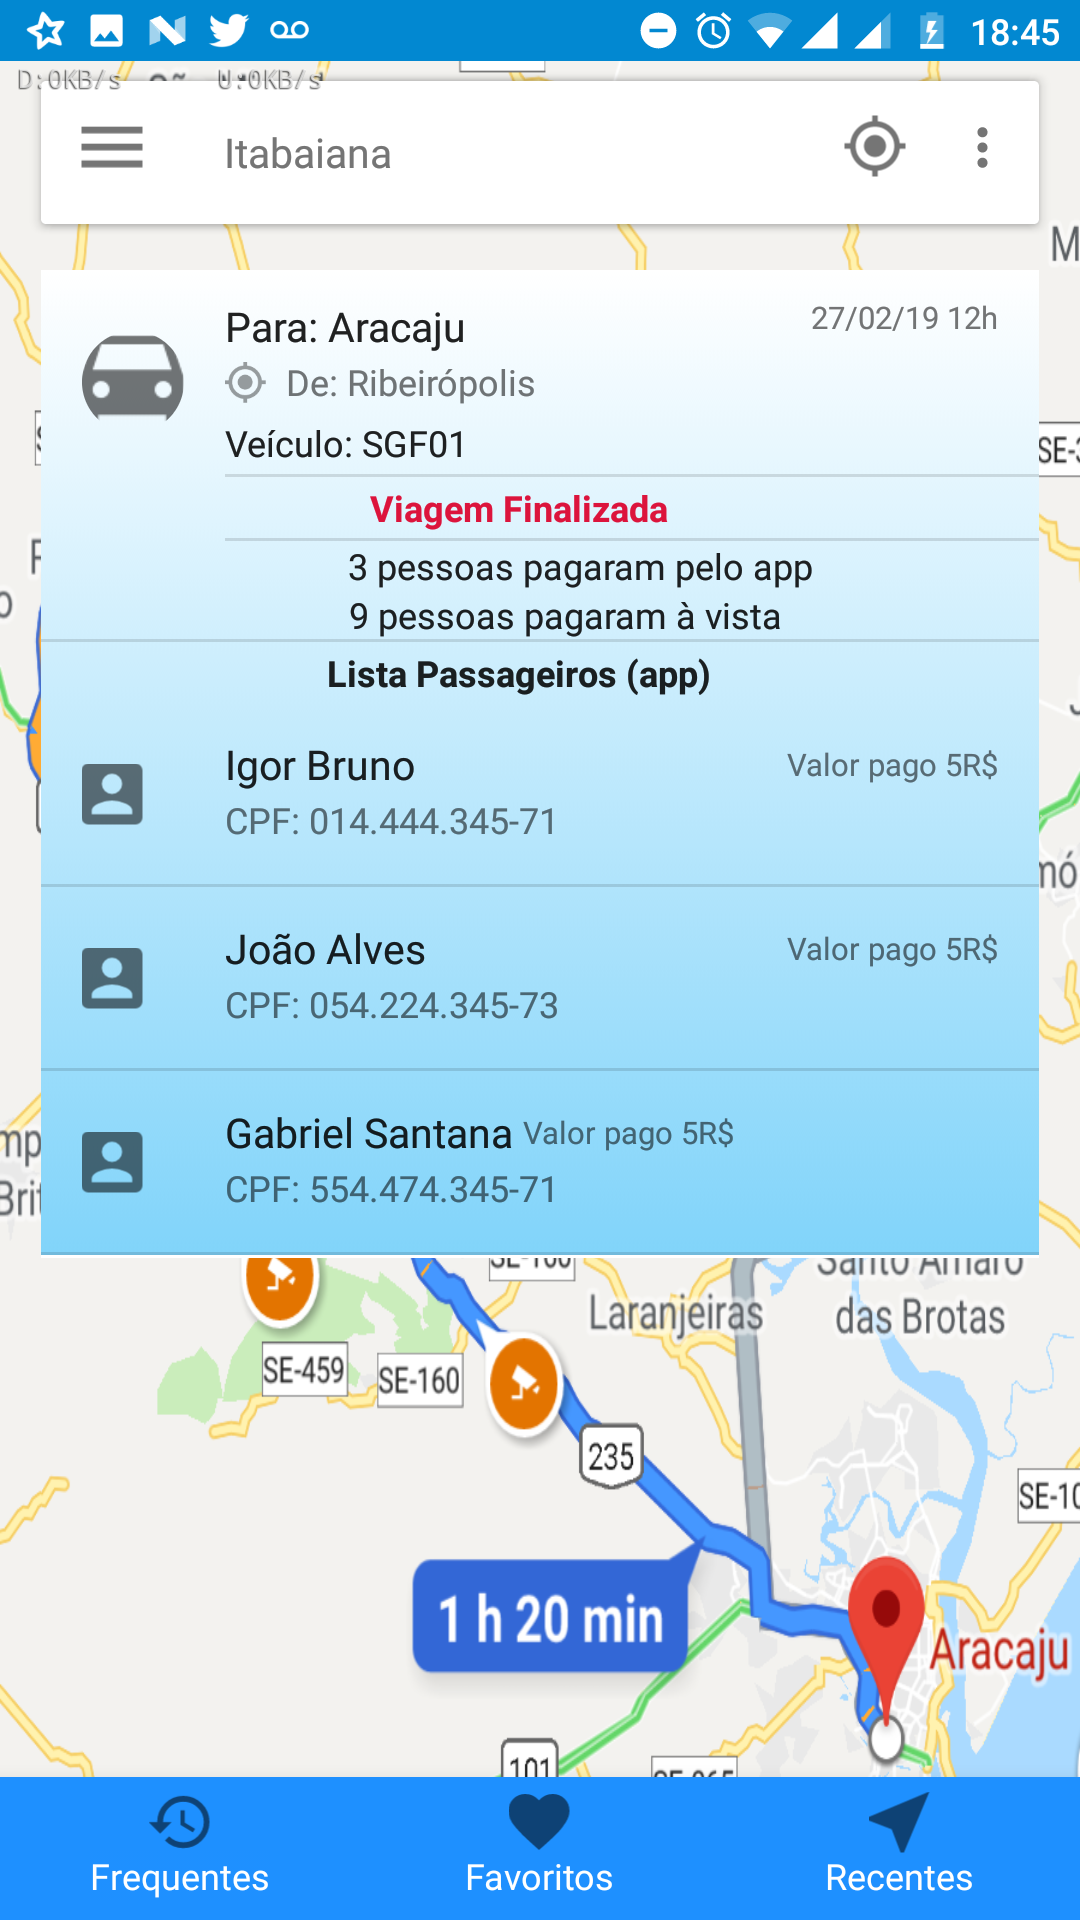 18:45
D:0KB/s U:0KB/s
Itabaiana
Para: Aracaju 27/02/19 12h
De: Ribeirópolis
Veículo: SGF01
Viagem Finalizada
3 pessoas pagaram pelo app
9 pessoas pagaram à vista
Lista Passageiros (app)
Igor Bruno Valor pago 5R$
CPF: 014.444.345-71
João Alves Valor pago 5R$
CPF: 054.224.345-73
Gabriel Santana Valor pago 5R$
CPF: 554.474.345-71
Santo Amaro
das Brotas
Laranjeiras
SE-459
SE-160
235
1 h 20 min
Aracaju
101
Frequentes Favoritos Recentes